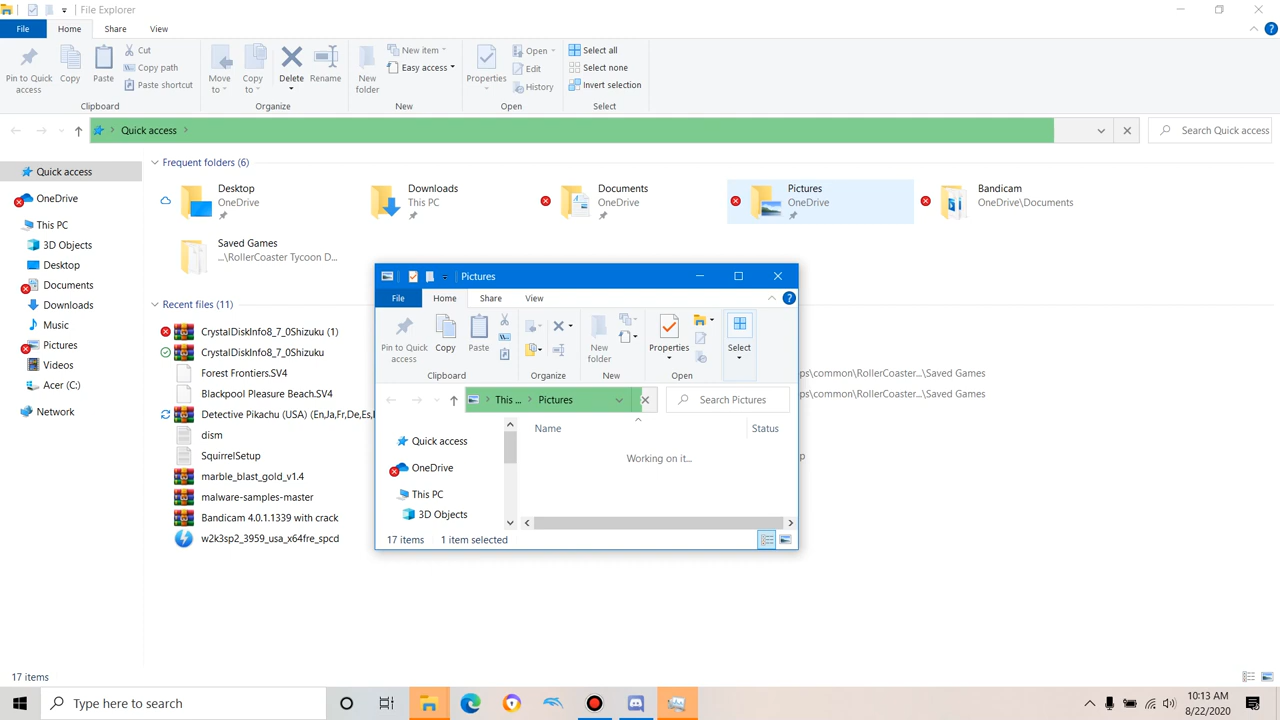 File Explorer
File Home Share View
Pin to Quick access
Copy
Paste
Cut
Copy path
Paste shortcut
Clipboard
Move to
Copy to
Delete
Rename
Organize
New folder
New item
Easy access
New
Properties
Open
Edit
History
Open
Select all
Select none
Invert selection
Select
Quick access
Search Quick access
Quick access
OneDrive
This PC
3D Objects
Desktop
Documents
Downloads
Music
Pictures
Videos
Acer (C:)
Network
Frequent folders (6)
Desktop
OneDrive
Downloads
This PC
Documents
OneDrive
Pictures
OneDrive
Bandicam
OneDrive\Documents
Saved Games
...\RollerCoaster Tycoon D...
Recent files (11)
CrystalDiskInfo8_7_0Shizuku (1)
CrystalDiskInfo8_7_0Shizuku
Forest Frontiers.SV4
ps\common\RollerCoaster...\Saved Games
Blackpool Pleasure Beach.SV4
ps\common\RollerCoaster...\Saved Games
Detective Pikachu (USA) (En,Ja,Fr,De,Es,I
dism
SquirrelSetup
p
marble_blast_gold_v1.4
malware-samples-master
Bandicam 4.0.1.1339 with crack
w2k3sp2_3959_usa_x64fre_spcd
Pictures
File Home Share View
Pin to Quick access
Copy
Paste
Clipboard
Organize
New folder
New
Properties
Open
Select
This ... Pictures
Search Pictures
Quick access
OneDrive
This PC
3D Objects
Name Status
Working on it...
17 items 1 item selected
17 items
Type here to search
10:13 AM
8/22/2020